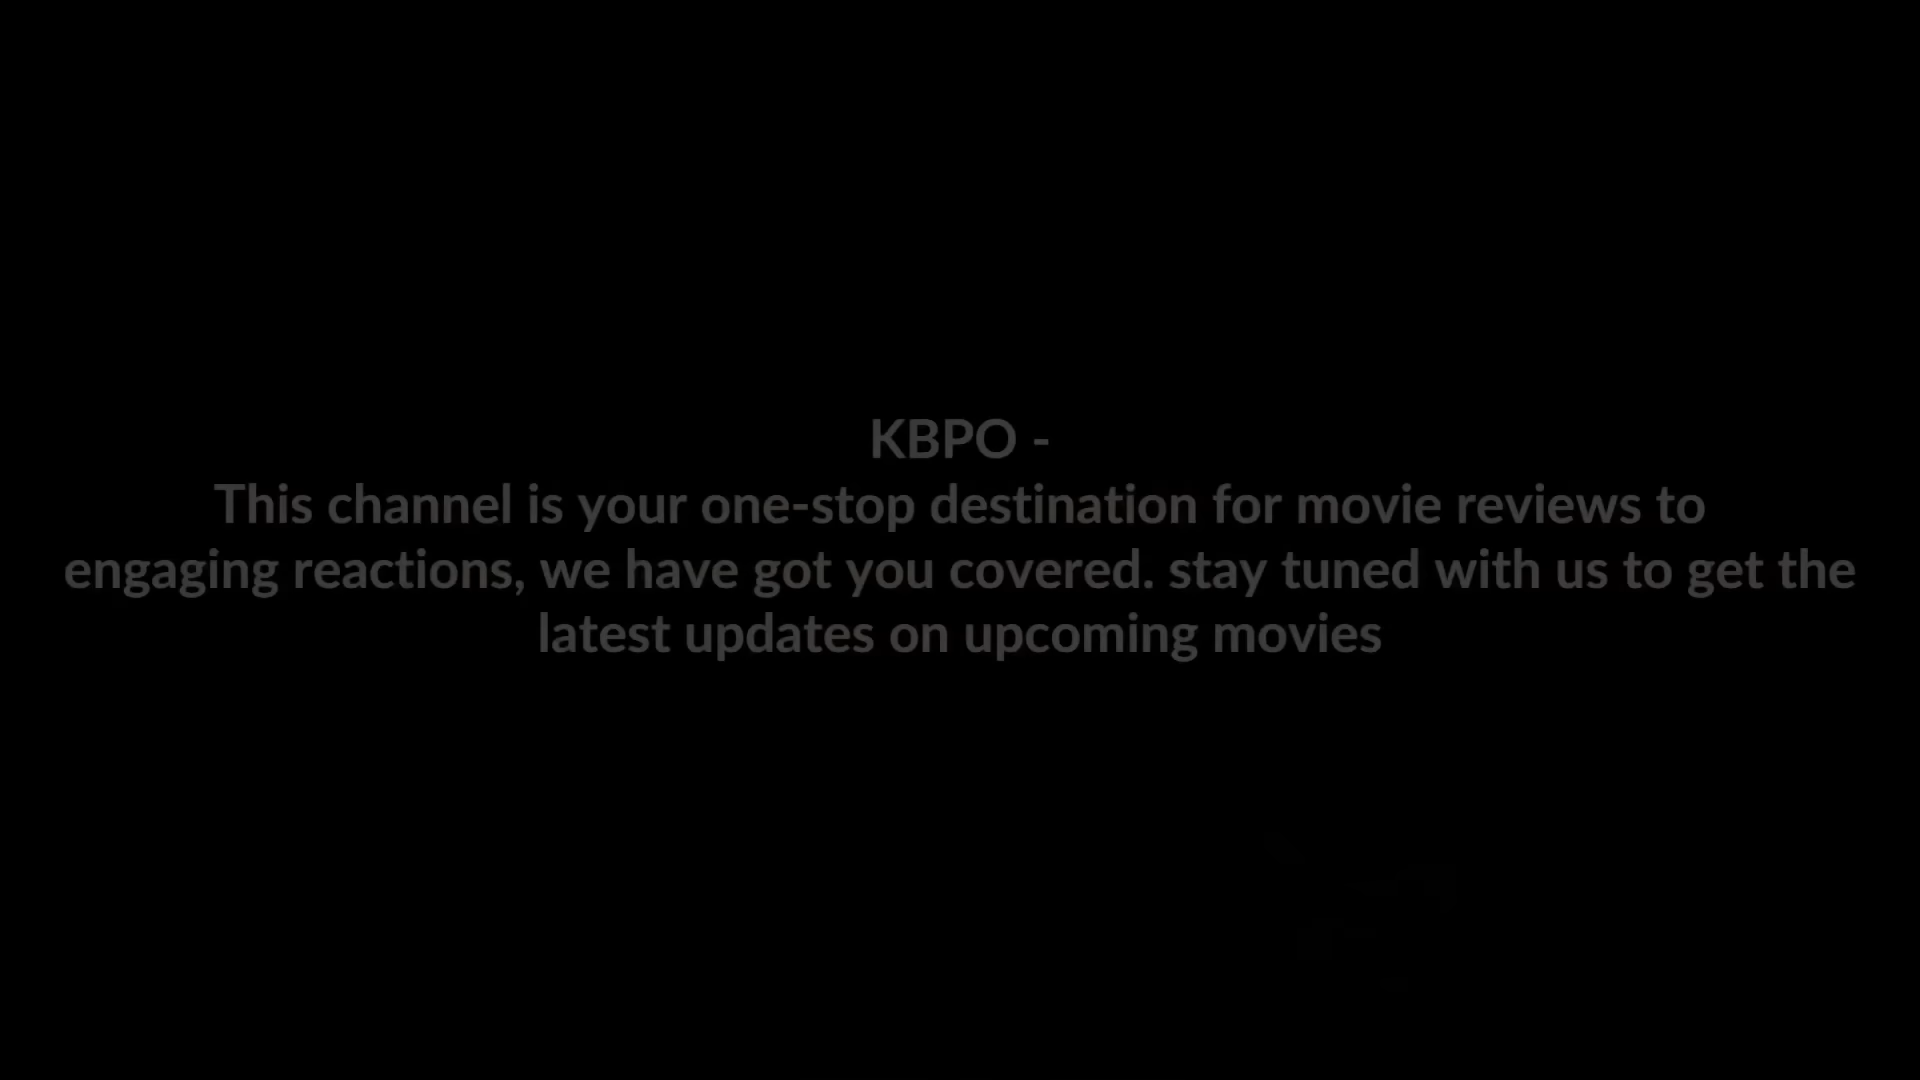 KBPO -
This channel is your one-stop destination for movie reviews to
engaging reactions, we have got you covered. stay tuned with us to get the
latest updates on upcoming movies